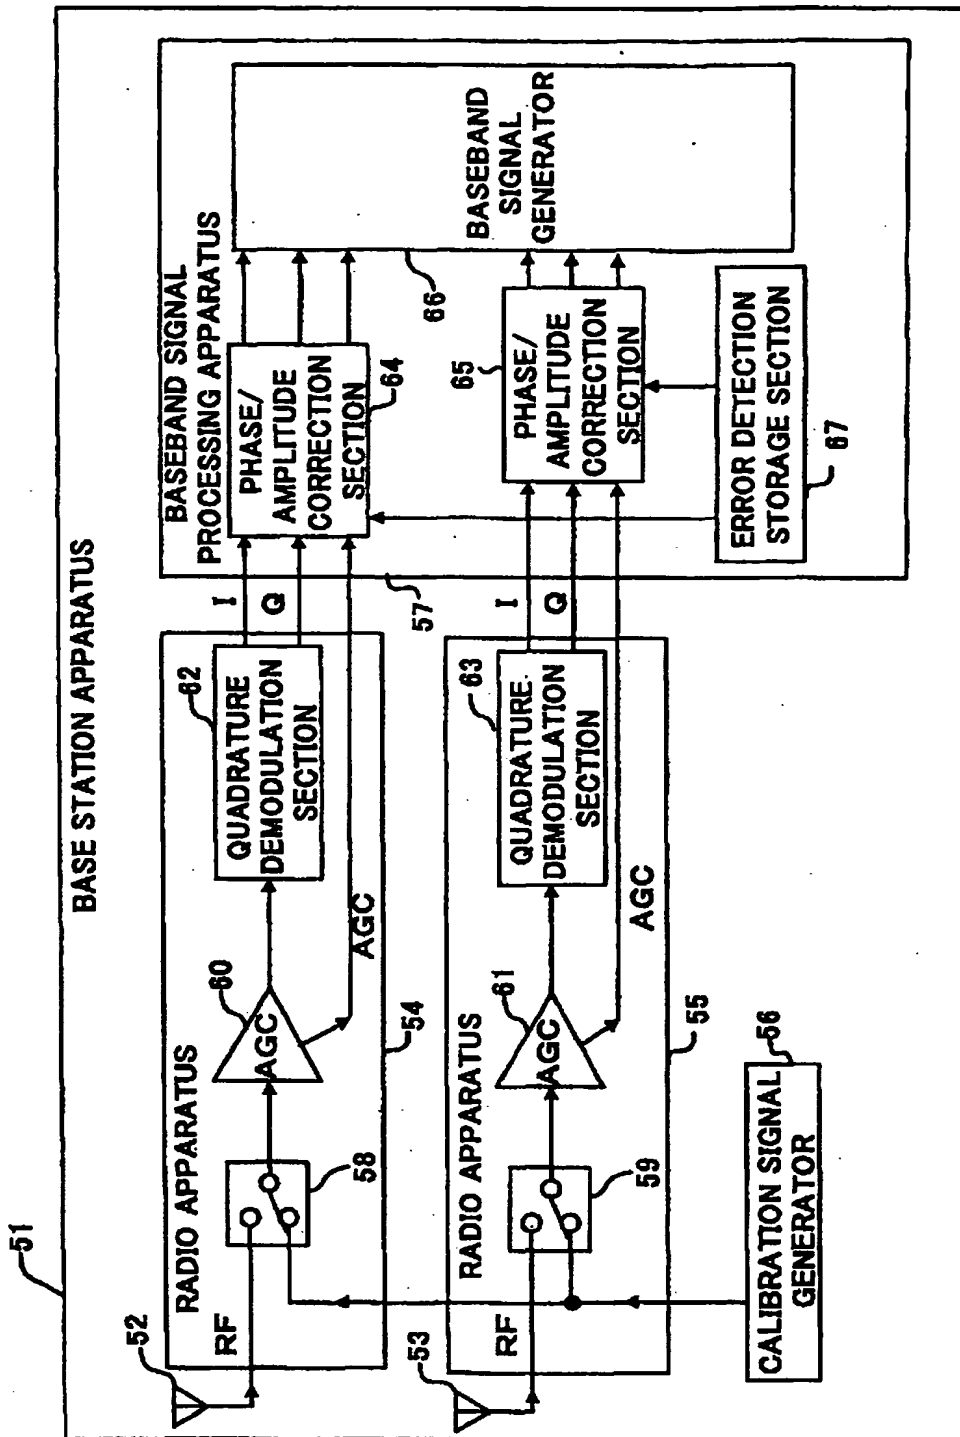 51
BASE STATION APPARATUS
52
RADIO APPARATUS
RF
58
60
AGC
AGC
54
62
QUADRATURE
DEMODULATION
SECTION
I
Q
57
BASEBAND SIGNAL
PROCESSING APPARATUS
PHASE/
AMPLITUDE
CORRECTION
SECTION
64
66
BASEBAND
SIGNAL
GENERATOR
53
RADIO APPARATUS
RF
59
61
AGC
AGC
55
63
QUADRATURE
DEMODULATION
SECTION
I
Q
65
PHASE/
AMPLITUDE
CORRECTION
SECTION
CALIBRATION SIGNAL
GENERATOR
56
ERROR DETECTION
STORAGE SECTION
67